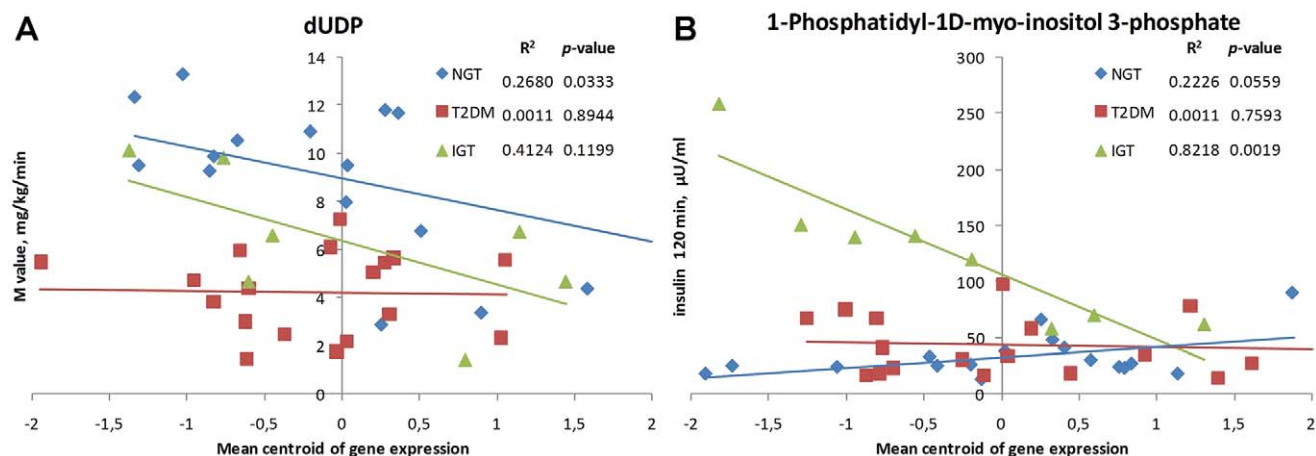 A
dUDP
R² p-value
NGT 0.2680 0.0333
T2DM 0.0011 0.8944
IGT 0.4124 0.1199
M value, mg/kg/min
14
12
10
8
6
4
2
0
-2 -1,5 -1 -0,5 0 0,5 1 1,5 2
Mean centroid of gene expression
B
1-Phosphatidyl-1D-myo-inositol 3-phosphate
R² p-value
NGT 0.2226 0.0559
T2DM 0.0011 0.7593
IGT 0.8218 0.0019
insulin 120 min, µU/ml
300
250
200
150
100
50
0
-2 -1,5 -1 -0,5 0 0,5 1 1,5 2
Mean centroid of gene expression